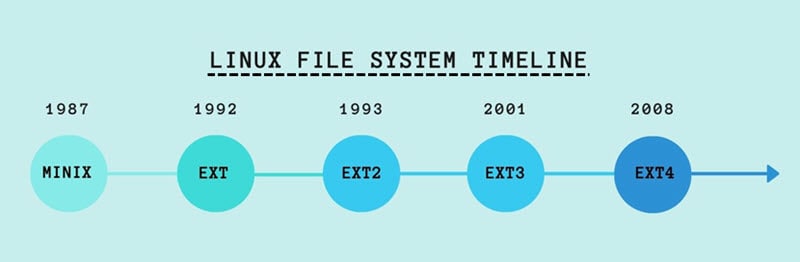 LINUX FILE SYSTEM TIMELINE
1987 1992 1993 2001 2008
MINIX EXT EXT2 EXT3 EXT4